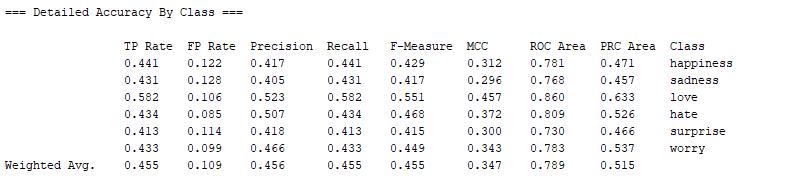 === Detailed Accuracy By Class ===
TP Rate FP Rate Precision Recall F-Measure MCC ROC Area PRC Area Class
0.441 0.122 0.417 0.441 0.429 0.312 0.781 0.471 happiness
0.431 0.128 0.405 0.431 0.417 0.296 0.768 0.457 sadness
0.582 0.106 0.523 0.582 0.551 0.457 0.860 0.633 love
0.434 0.085 0.507 0.434 0.468 0.372 0.809 0.526 hate
0.413 0.114 0.418 0.413 0.415 0.300 0.730 0.466 surprise
0.433 0.099 0.466 0.433 0.449 0.343 0.783 0.537 worry
Weighted Avg. 0.455 0.109 0.456 0.455 0.455 0.347 0.789 0.515